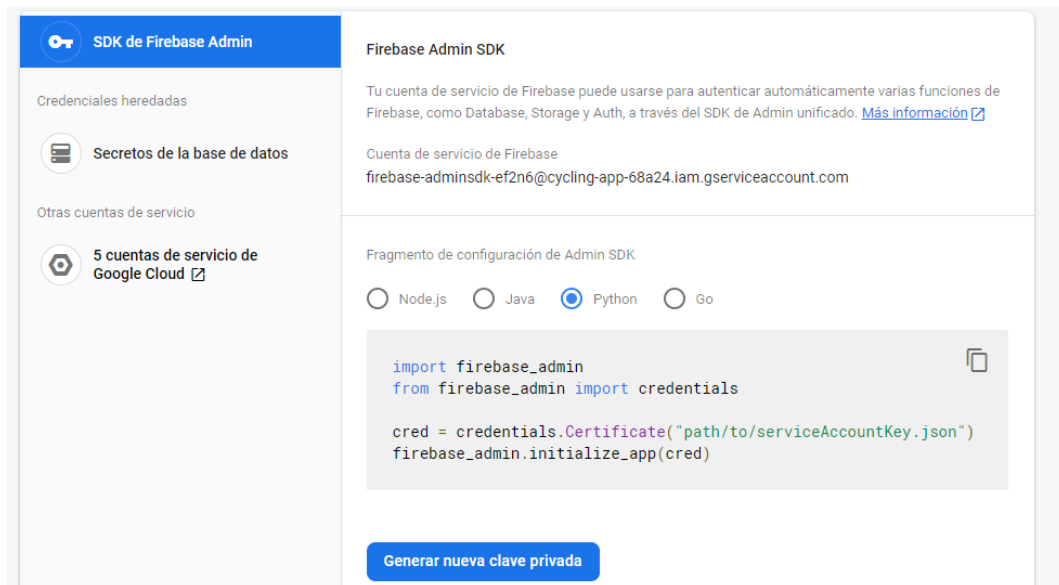 SDK de Firebase Admin
Credenciales heredadas
Secretos de la base de datos
Otras cuentas de servicio
5 cuentas de servicio de
Google Cloud
Firebase Admin SDK
Tu cuenta de servicio de Firebase puede usarse para autenticar automáticamente varias funciones de
Firebase, como Database, Storage y Auth, a través del SDK de Admin unificado. Más información
Cuenta de servicio de Firebase
firebase-adminsdk-ef2n6@cycling-app-68a24.iam.gserviceaccount.com
Fragmento de configuración de Admin SDK
Node.js Java Python Go
import firebase_admin
from firebase_admin import credentials
cred = credentials.Certificate("path/to/serviceAccountKey.json")
firebase_admin.initialize_app(cred)
Generar nueva clave privada